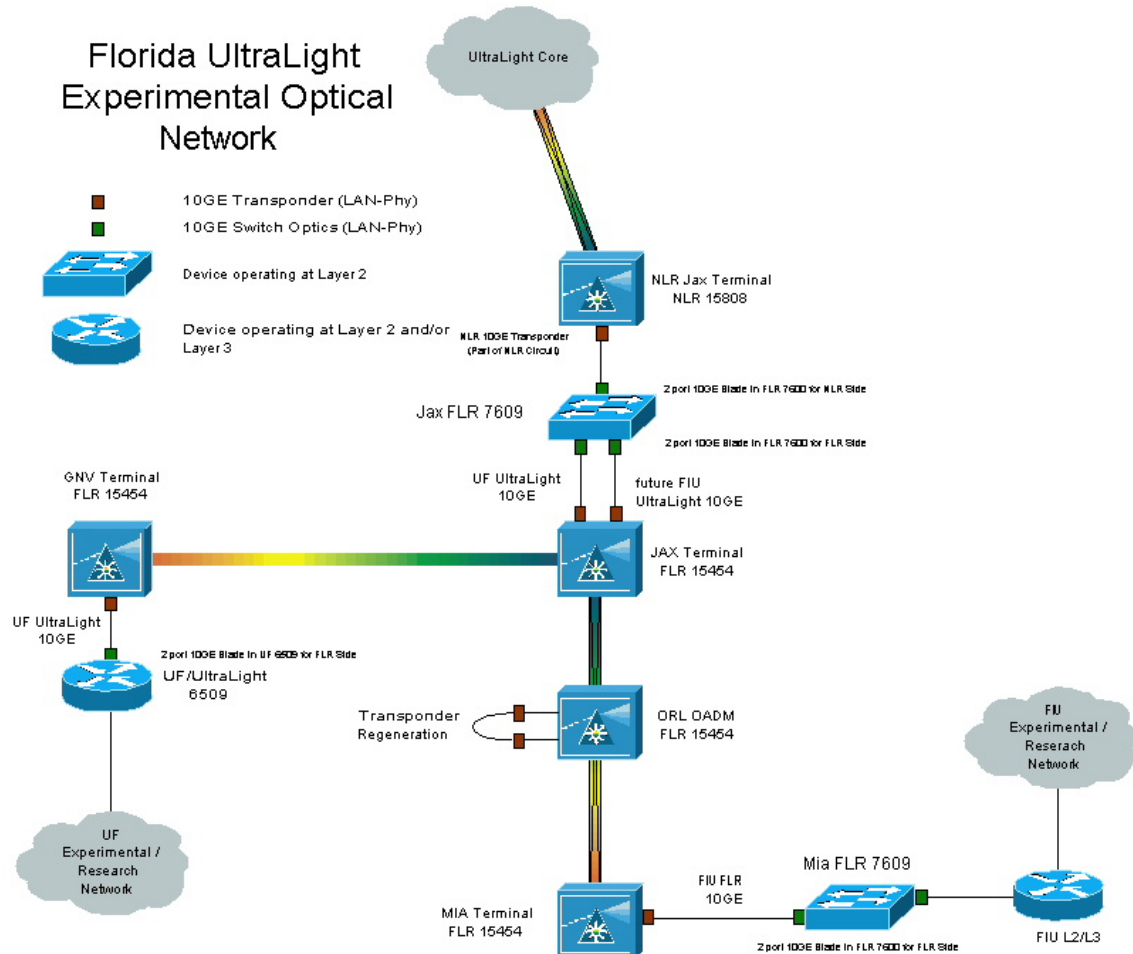 Florida UltraLight
Experimental Optical
Network
UltraLight Core
10GE Transponder (LAN-Phy)
10GE Switch Optics (LAN-Phy)
Device operating at Layer 2
Device operating at Layer 2 and/or
Layer 3
NLR Jax Terminal
NLR 15808
NLR 10GE Transponder
(Part of NLR Circuit)
2 port 10GE Blade in FLR 7600 for NLR Side
Jax FLR 7609
2 port 10GE Blade in FLR 7600 for FLR Side
UF UltraLight
10GE
future FIU
UltraLight 10GE
GNV Terminal
FLR 15454
JAX Terminal
FLR 15454
UF UltraLight
10GE
2 port 10GE Blade in UF 6509 for FLR Side
UF/UltraLight
6509
Transponder
Regeneration
ORL OADM
FLR 15454
FIU
Experimental /
Reserach
Network
UF
Experimental /
Research
Network
MIA Terminal
FLR 15454
FIU FLR
10GE
Mia FLR 7609
2 port 10GE Blade in FLR 7600 for FLR Side
FIU L2/L3